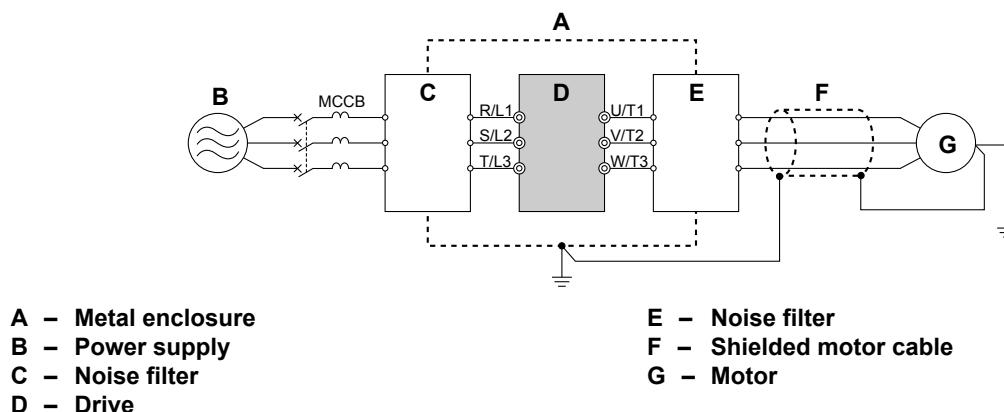 A
B
MCCB
C
D
E
F
G
R/L1
S/L2
T/L3
U/T1
V/T2
W/T3
A – Metal enclosure
B – Power supply
C – Noise filter
D – Drive
E – Noise filter
F – Shielded motor cable
G – Motor